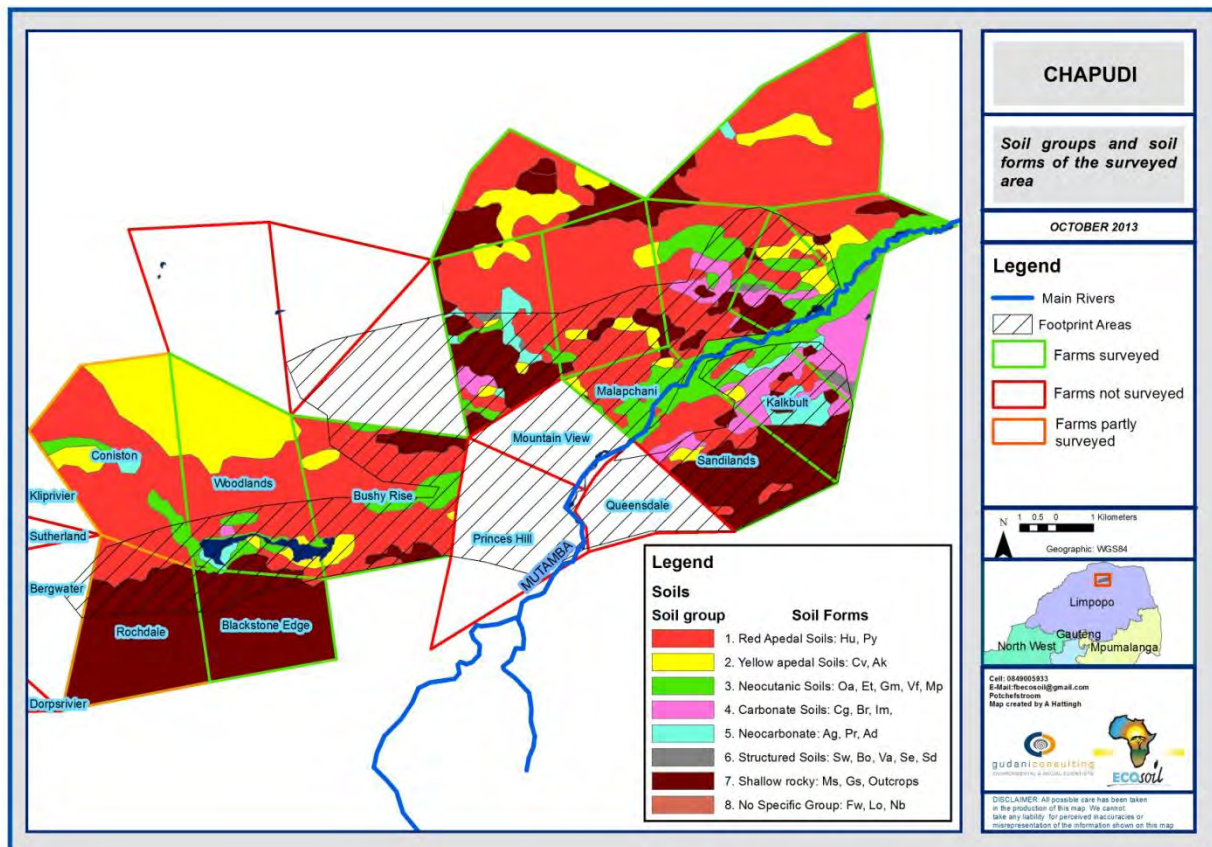 CHAPUDI
Soil groups and soil
forms of the surveyed
area
OCTOBER 2013
Legend
Main Rivers
Footprint Areas
Farms surveyed
Farms not surveyed
Farms partly
surveyed
N
1 0.5 0 1 Kilometers
Geographic: WGS84
Limpopo
Gauteng
North West
Mpumalanga
Cell: 0849005933
E-Mail:fbecosoil@gmail.com
Potchefstroom
Map created by A Hattingh
gudaniconsulting
ENVIRONMENTAL & SOCIAL SCIENTISTS
ECOsoil
DISCLAIMER: All possible care has been taken
in the production of this map. We cannot
take any liability for perceived inaccuracies or
misrepresentation of the information shown on this map
Malapchani
Kalkbult
Mountain View
Coniston
Sandilands
Woodlands
Kliprivier
Bushy Rise
Queensdale
Sutherland
Princes Hill
MUTAMBA
Bergwater
Rochdale
Blackstone Edge
Dorpsrivier
Legend
Soils
Soil group Soil Forms
1. Red Apedal Soils: Hu, Py
2. Yellow apedal Soils: Cv, Ak
3. Neocutanic Soils: Oa, Et, Gm, Vf, Mp
4. Carbonate Soils: Cg, Br, Im,
5. Neocarbonate: Ag, Pr, Ad
6. Structured Soils: Sw, Bo, Va, Se, Sd
7. Shallow rocky: Ms, Gs, Outcrops
8. No Specific Group: Fw, Lo, Nb